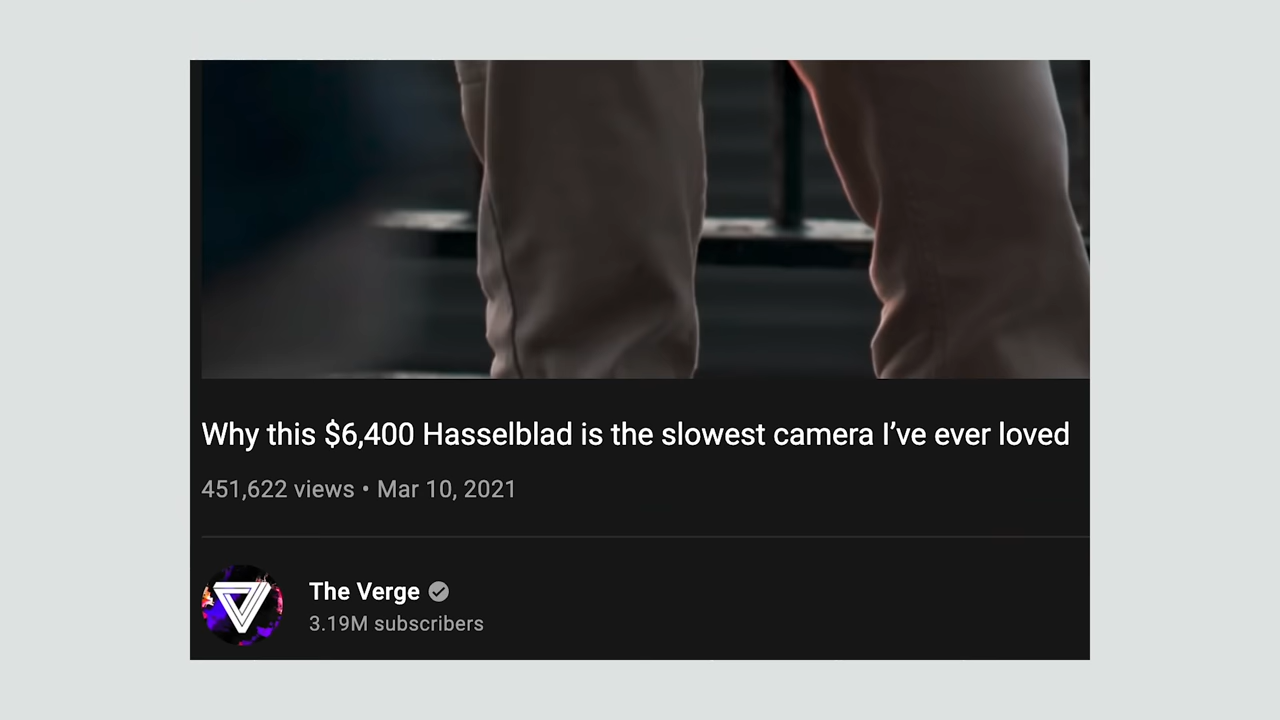 Why this $6,400 Hasselblad is the slowest camera I’ve ever loved
451,622 views • Mar 10, 2021
The Verge
3.19M subscribers